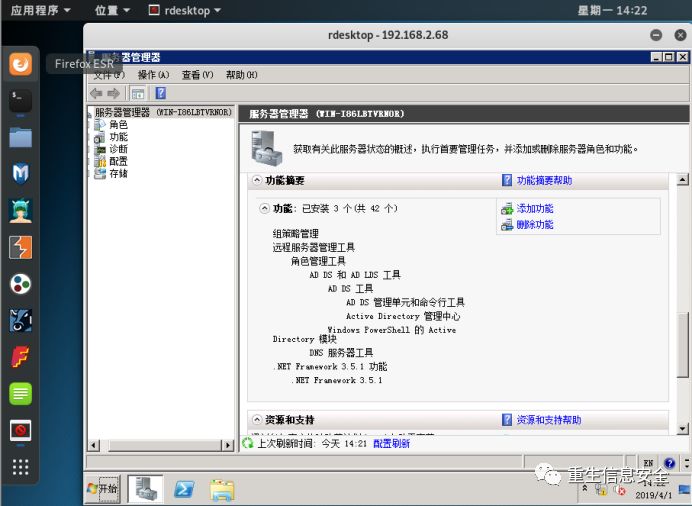 应用程序 ▾ 位置 ▾ rdesktop ▾ 星期一 14:22
rdesktop - 192.168.2.68
Firefox ESR
服务器管理器
文件(F) 操作(A) 查看(V) 帮助(H)
服务器管理器 (WIN-I86LBTVRNOR)
角色
功能
诊断
配置
存储
服务器管理器 (WIN-I86LBTVRNOR)
获取有关此服务器状态的概述，执行首要管理任务，并添加或删除服务器角色和功能。
功能摘要 功能摘要帮助
功能: 已安装 3 个(共 42 个)
添加功能
删除功能
组策略管理
远程服务器管理工具
角色管理工具
AD DS 和 AD LDS 工具
AD DS 工具
AD DS 管理单元和命令行工具
Active Directory 管理中心
Windows PowerShell 的 Active
Directory 模块
DNS 服务器工具
.NET Framework 3.5.1 功能
.NET Framework 3.5.1
资源和支持 资源和支持帮助
上次刷新时间: 今天 14:21 配置刷新
EN
开始
重生信息安全
14:22
2019/4/1